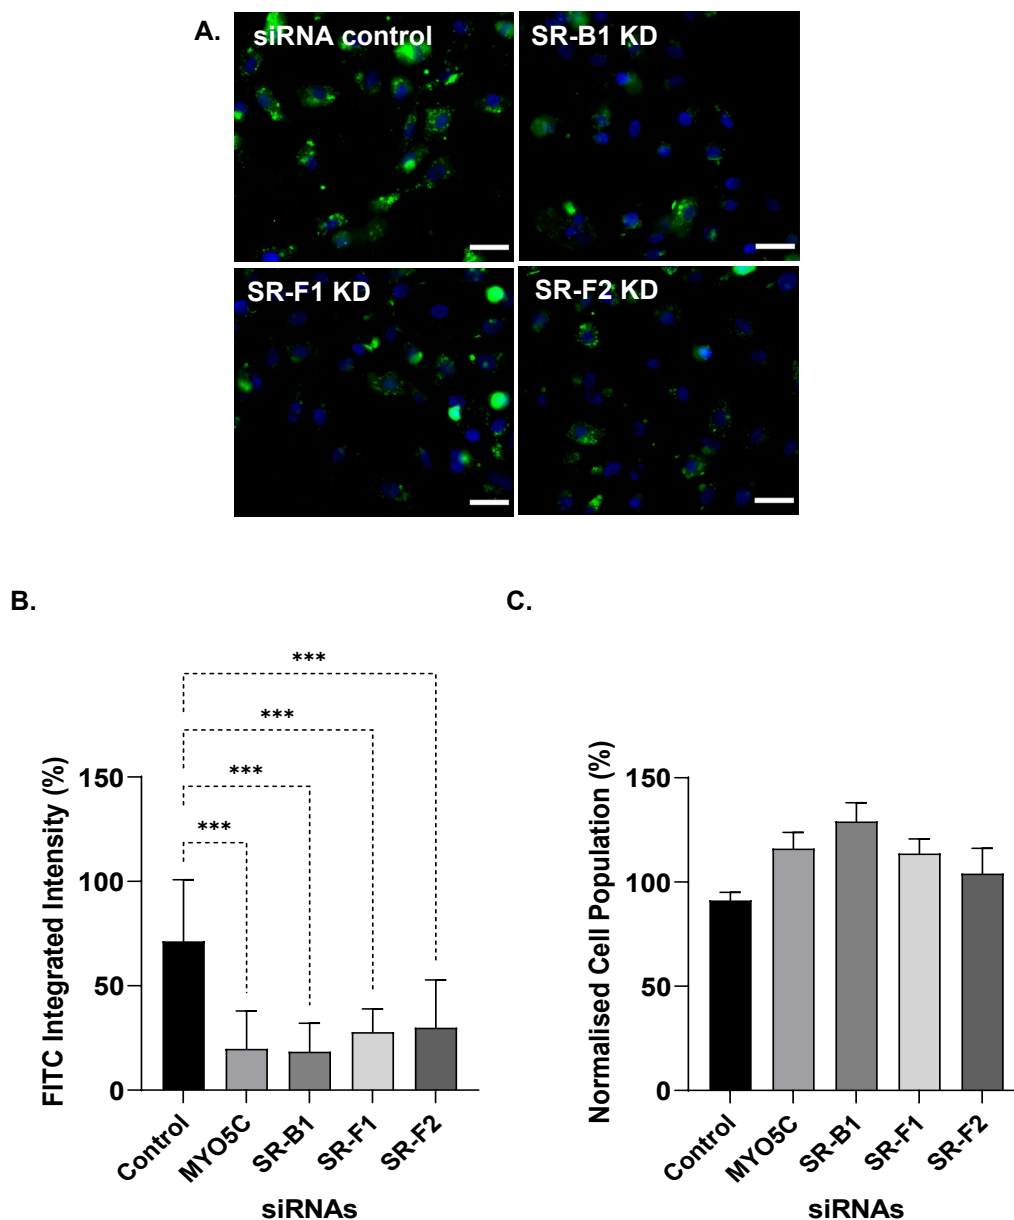 A.
siRNA control
SR-B1 KD
SR-F1 KD
SR-F2 KD
B.
***
***
***
***
FITC Integrated Intensity (%)
150
100
50
0
Control
MYO5C
SR-B1
SR-F1
SR-F2
siRNAs
C.
Normalised Cell Population (%)
150
100
50
0
Control
MYO5C
SR-B1
SR-F1
SR-F2
siRNAs